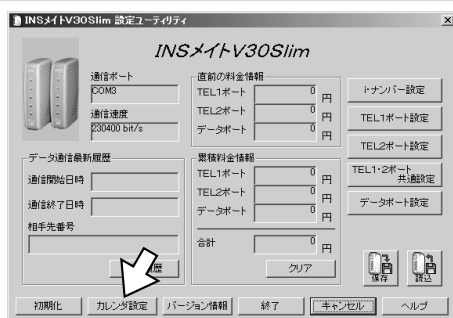 INSメイトV30Slim 設定ユーティリティ
INSメイトV30Slim
通信ポート
COM3
通信速度
230400 bit/s
直前の料金情報
TEL1ポート 0 円
TEL2ポート 0 円
データポート 0 円
i・ナンバー設定
TEL1ポート設定
TEL2ポート設定
TEL1・2ポート
共通設定
データポート設定
データ通信最新履歴
通信開始日時
通信終了日時
相手先番号
履歴
累積料金情報
TEL1ポート 0 円
TEL2ポート 0 円
データポート 0 円
合計 0 円
クリア
保存
読込
初期化
カレンダ設定
バージョン情報
終了
キャンセル
ヘルプ